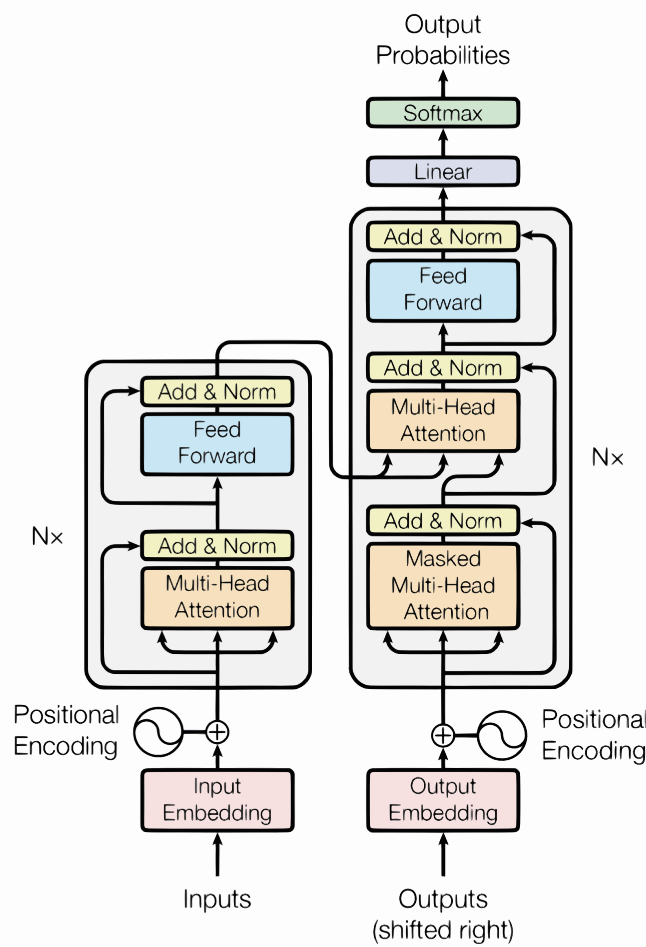 Output
Probabilities
Softmax
Linear
Add & Norm
Feed
Forward
Add & Norm
Multi-Head
Attention
Add & Norm
Masked
Multi-Head
Attention
Nx
Add & Norm
Feed
Forward
Add & Norm
Multi-Head
Attention
Nx
Positional
Encoding
Positional
Encoding
Input
Embedding
Output
Embedding
Inputs
Outputs
(shifted right)